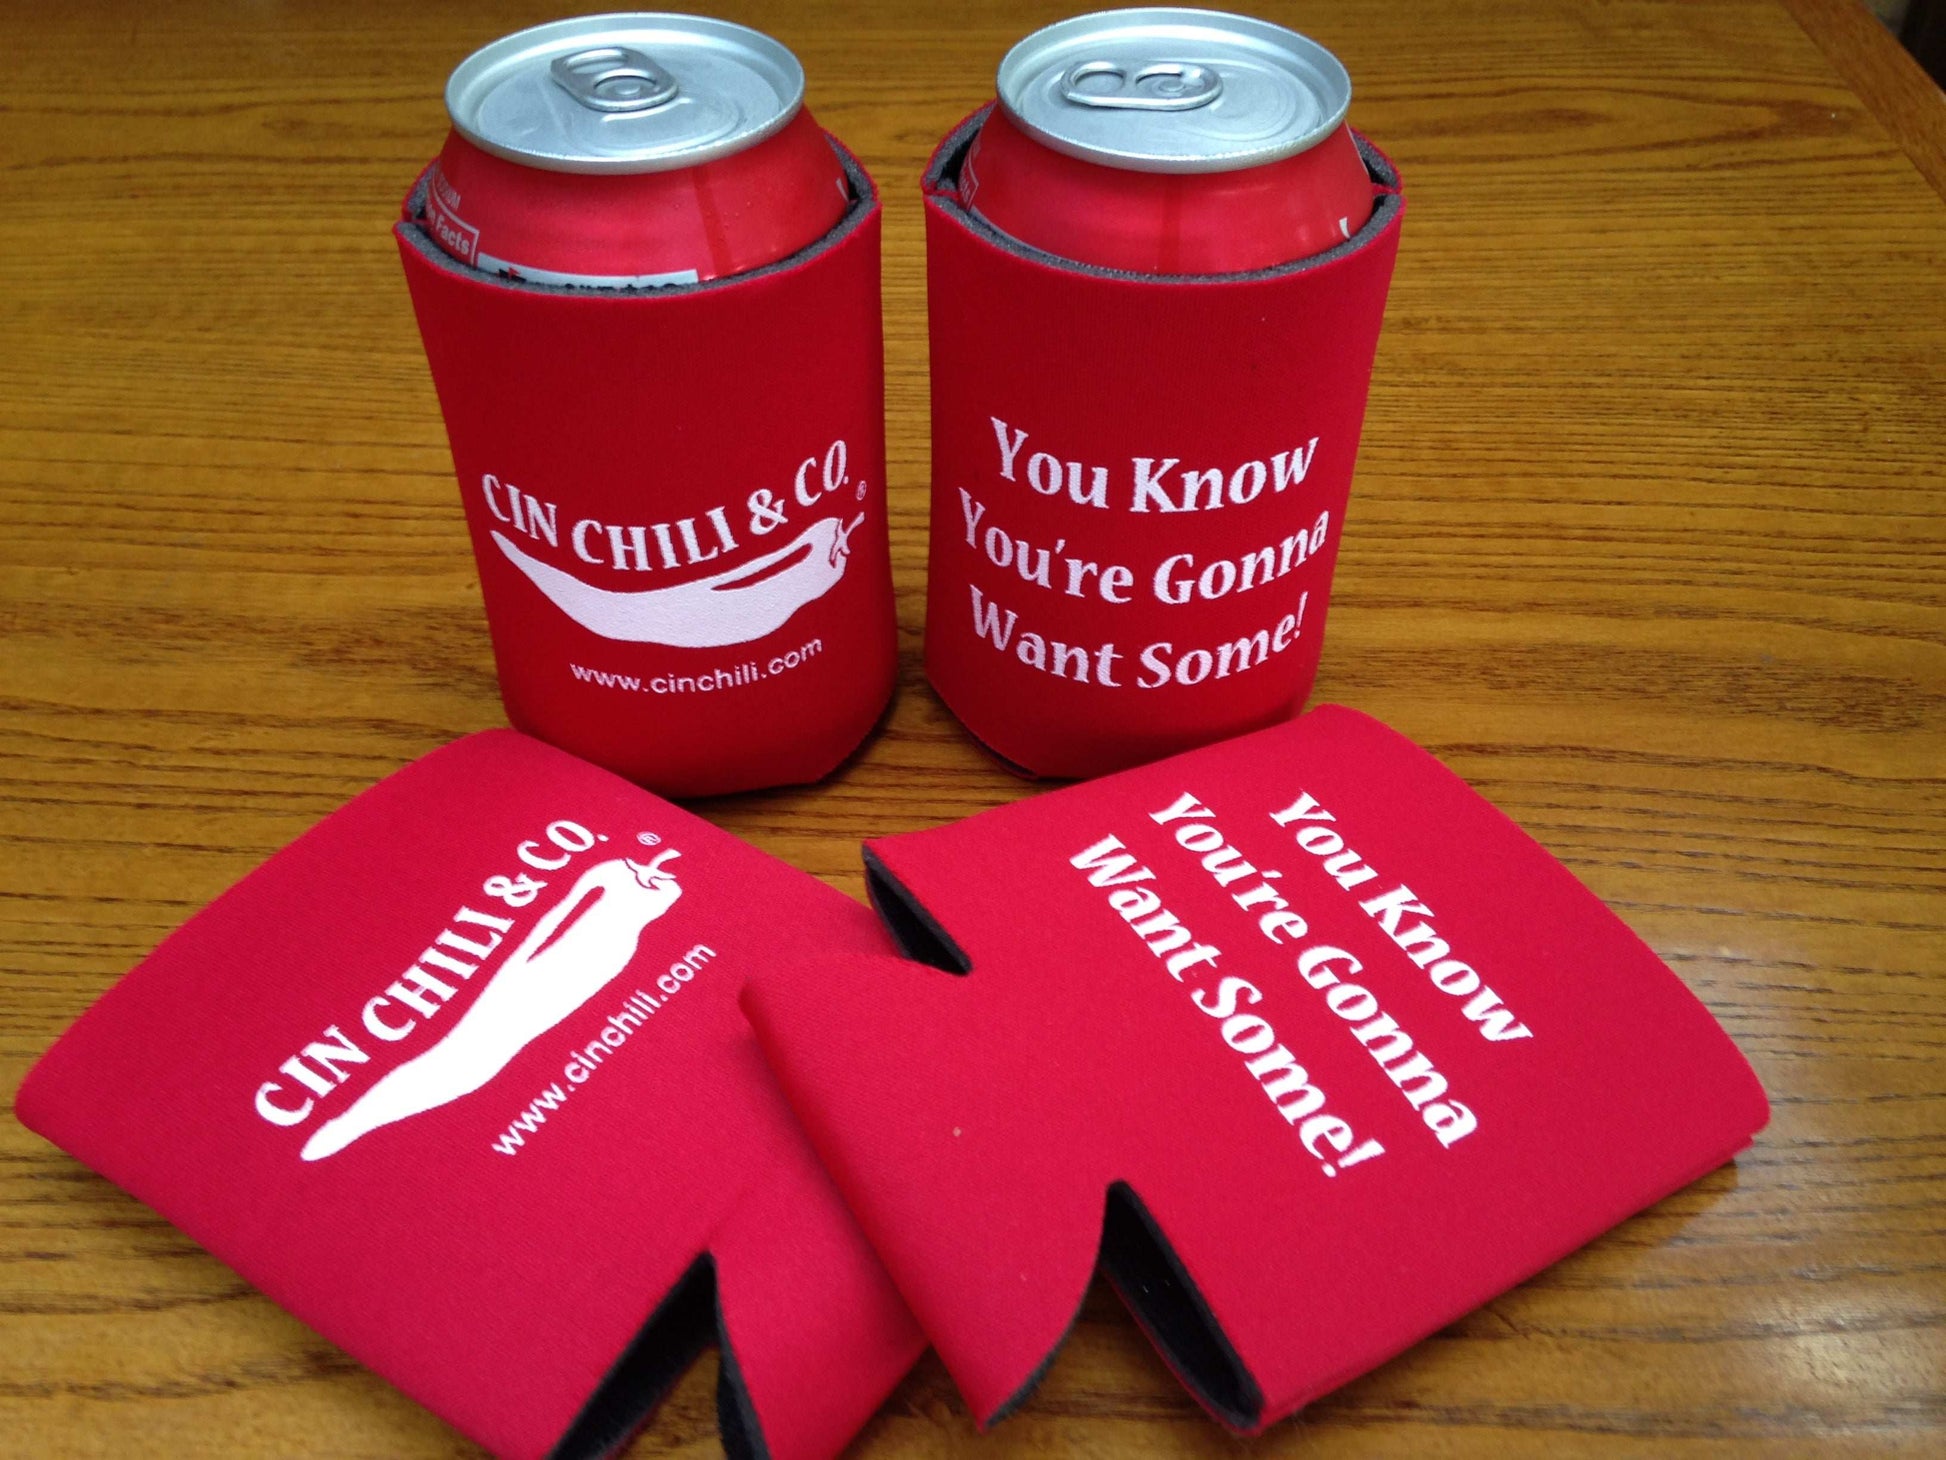 Facts
CIN CHILI & CO.
®
www.cinchili.com
You Know
You're Gonna
Want Some!
CIN CHILI & CO.
®
www.cinchili.com
You Know
You're Gonna
Want Some!